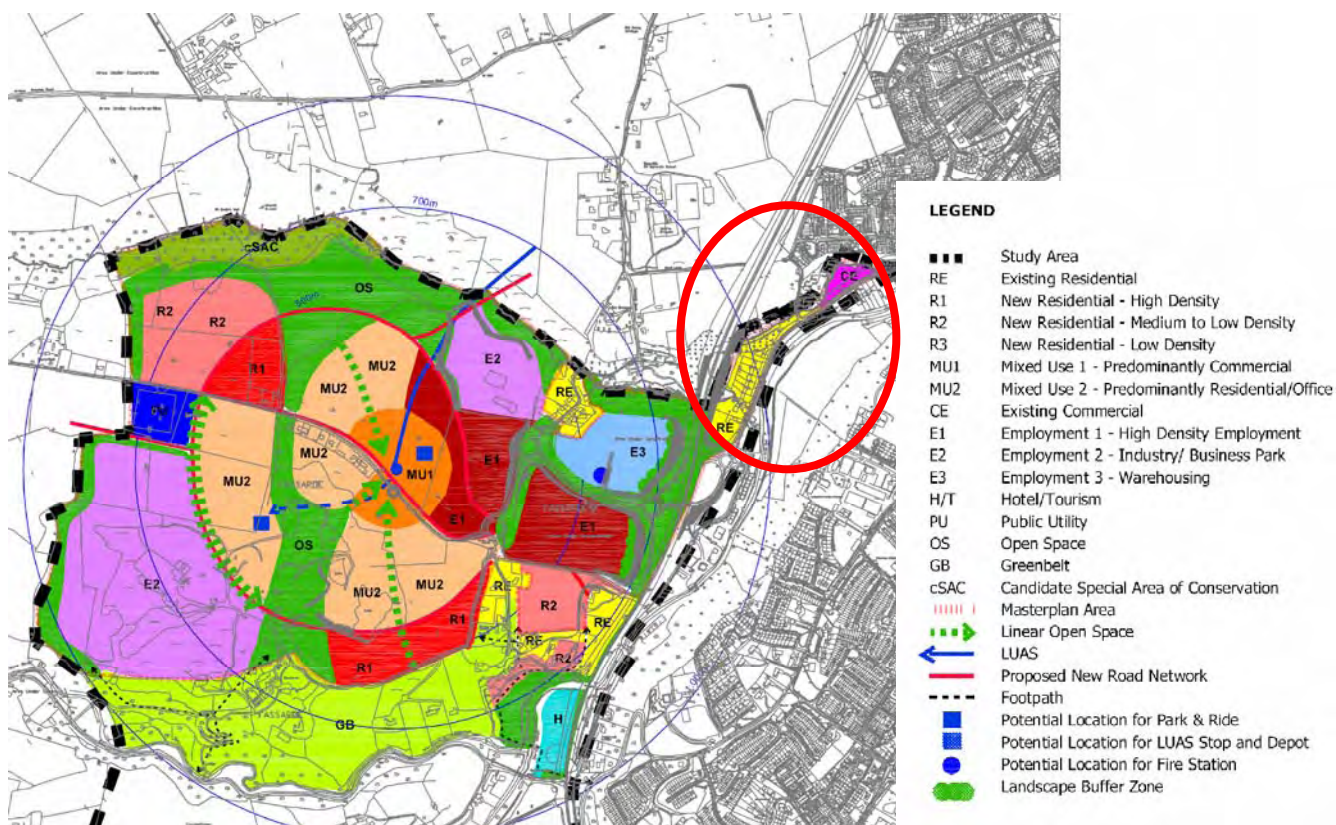 700m
cSAC
CE
OS
R2
R2
500m
E2
R1
MU2
MU2
RE
RE
E3
MU2
MU1
E1
MU2
FASSAROE
E1
E1
OS
E2
MU2
MU2
RE
R2
RE
R1
RE
R2
R1
FASSAROE
GB
H
LEGEND
Study Area
RE Existing Residential
R1 New Residential - High Density
R2 New Residential - Medium to Low Density
R3 New Residential - Low Density
MU1 Mixed Use 1 - Predominantly Commercial
MU2 Mixed Use 2 - Predominantly Residential/Office
CE Existing Commercial
E1 Employment 1 - High Density Employment
E2 Employment 2 - Industry/ Business Park
E3 Employment 3 - Warehousing
H/T Hotel/Tourism
PU Public Utility
OS Open Space
GB Greenbelt
cSAC Candidate Special Area of Conservation
Masterplan Area
Linear Open Space
LUAS
Proposed New Road Network
Footpath
Potential Location for Park & Ride
Potential Location for LUAS Stop and Depot
Potential Location for Fire Station
Landscape Buffer Zone